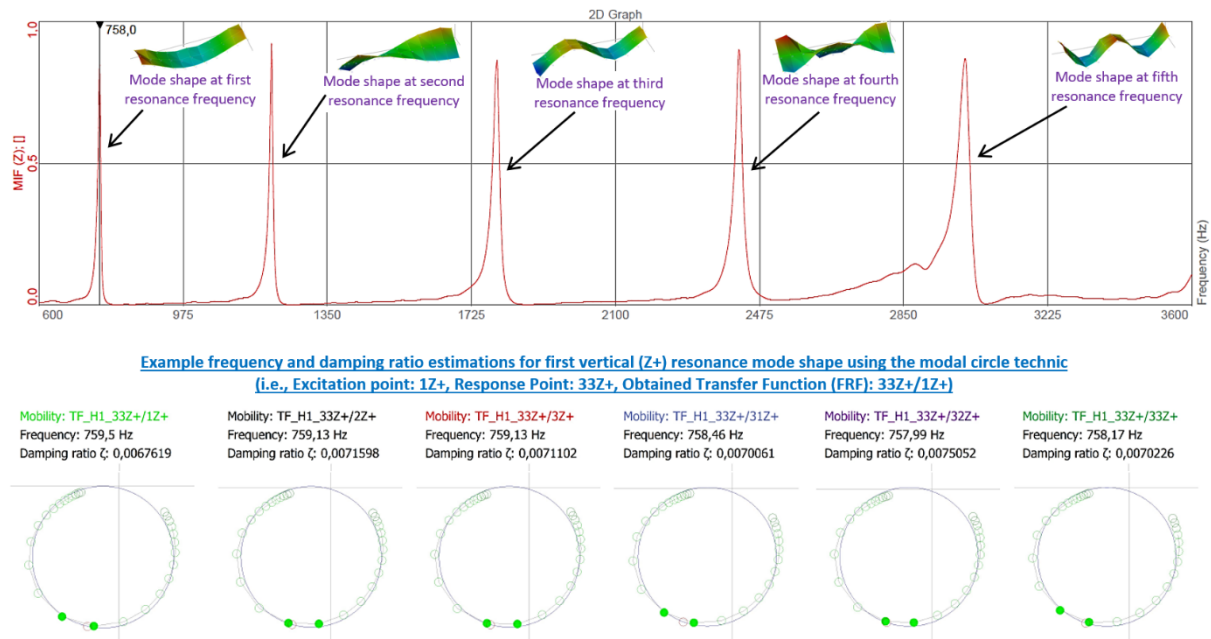 2D Graph
1.0
758,0
Mode shape at first
resonance frequency
Mode shape at second
resonance frequency
Mode shape at third
resonance frequency
Mode shape at fourth
resonance frequency
Mode shape at fifth
resonance frequency
MIF (Z); []
0.5
0.0
Frequency (Hz)
600 975 1350 1725 2100 2475 2850 3225 3600
Example frequency and damping ratio estimations for first vertical (Z+) resonance mode shape using the modal circle technic
(i.e., Excitation point: 1Z+, Response Point: 33Z+, Obtained Transfer Function (FRF): 33Z+/1Z+)
Mobility: TF_H1_33Z+/1Z+
Frequency: 759,5 Hz
Damping ratio ζ: 0,0067619
Mobility: TF_H1_33Z+/2Z+
Frequency: 759,13 Hz
Damping ratio ζ: 0,0071598
Mobility: TF_H1_33Z+/3Z+
Frequency: 759,13 Hz
Damping ratio ζ: 0,0071102
Mobility: TF_H1_33Z+/31Z+
Frequency: 758,46 Hz
Damping ratio ζ: 0,0070061
Mobility: TF_H1_33Z+/32Z+
Frequency: 757,99 Hz
Damping ratio ζ: 0,0075052
Mobility: TF_H1_33Z+/33Z+
Frequency: 758,17 Hz
Damping ratio ζ: 0,0070226